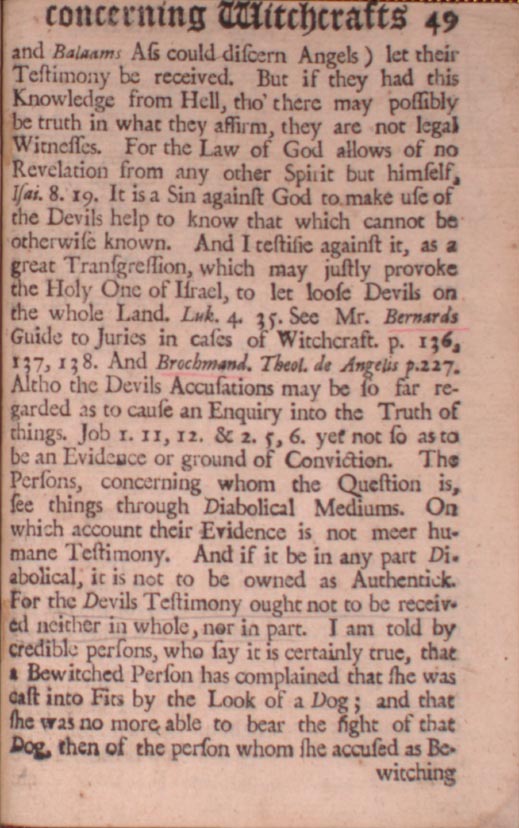 concerning Witchcrafts 49
and Balaams Aſs could diſcern Angels) let their
Teſtimony be received. But if they had this
Knowledge from Hell, tho' there may poſſibly
be truth in what they affirm, they are not legal
Witneſſes. For the Law of God allows of no
Revelation from any other Spirit but himſelf,
Iſai. 8. 19. It is a Sin againſt God to make uſe of
the Devils help to know that which cannot be
otherwiſe known. And I teſtifie againſt it, as a
great Tranſgreſſion, which may juſtly provoke
the Holy One of Iſrael, to let looſe Devils on
the whole Land. Luk. 4. 35. See Mr. Bernards
Guide to Juries in caſes of Witchcraft. p. 136,
137, 138. And Brochmand. Theol. de Angelis p.227.
Altho the Devils Accuſations may be ſo far re-
garded as to cauſe an Enquiry into the Truth of
things. Job 1. 11, 12. & 2. 5, 6. yet not ſo as to
be an Evidence or ground of Conviction. The
Perſons, concerning whom the Queſtion is,
ſee things through Diabolical Mediums. On
which account their Evidence is not meer hu-
mane Teſtimony. And if it be in any part Di-
abolical, it is not to be owned as Authentick.
For the Devils Teſtimony ought not to be receiv-
ed neither in whole, nor in part. I am told by
credible perſons, who ſay it is certainly true, that
a Bewitched Perſon has complained that ſhe was
caſt into Fits by the Look of a Dog; and that
ſhe was no more able to bear the ſight of that
Dog, then of the perſon whom ſhe accuſed as Be-
witching